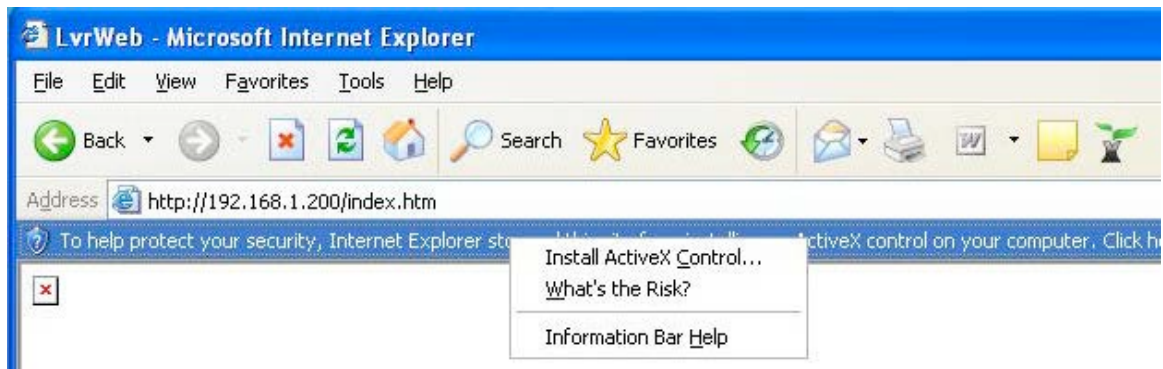 LvrWeb - Microsoft Internet Explorer
File Edit View Favorites Tools Help
Back Search Favorites
Address http://192.168.1.200/index.htm
To help protect your security, Internet Explorer ActiveX control on your computer. Click
Install ActiveX Control...
What's the Risk?
Information Bar Help